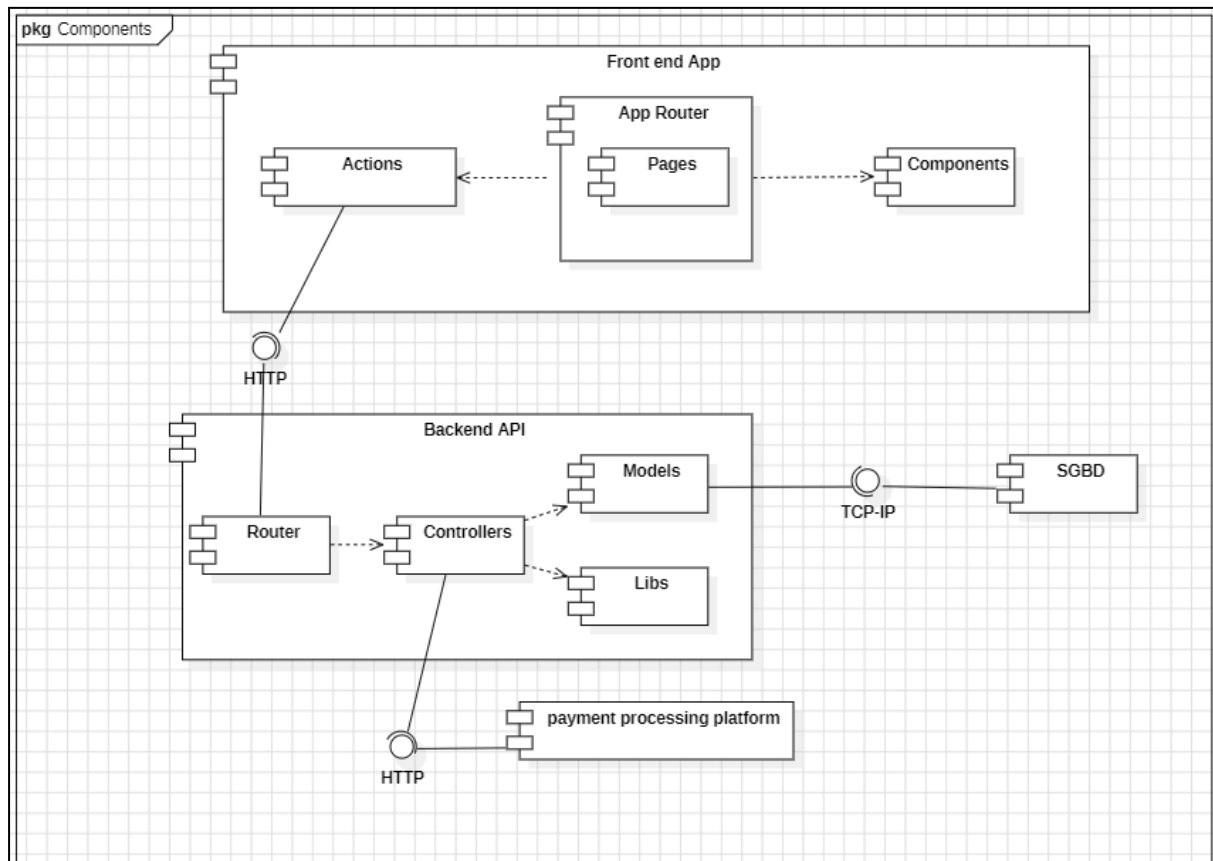 pkg Components
Front end App
App Router
Actions
Pages
Components
HTTP
Backend API
Models
SGBD
TCP-IP
Router
Controllers
Libs
payment processing platform
HTTP